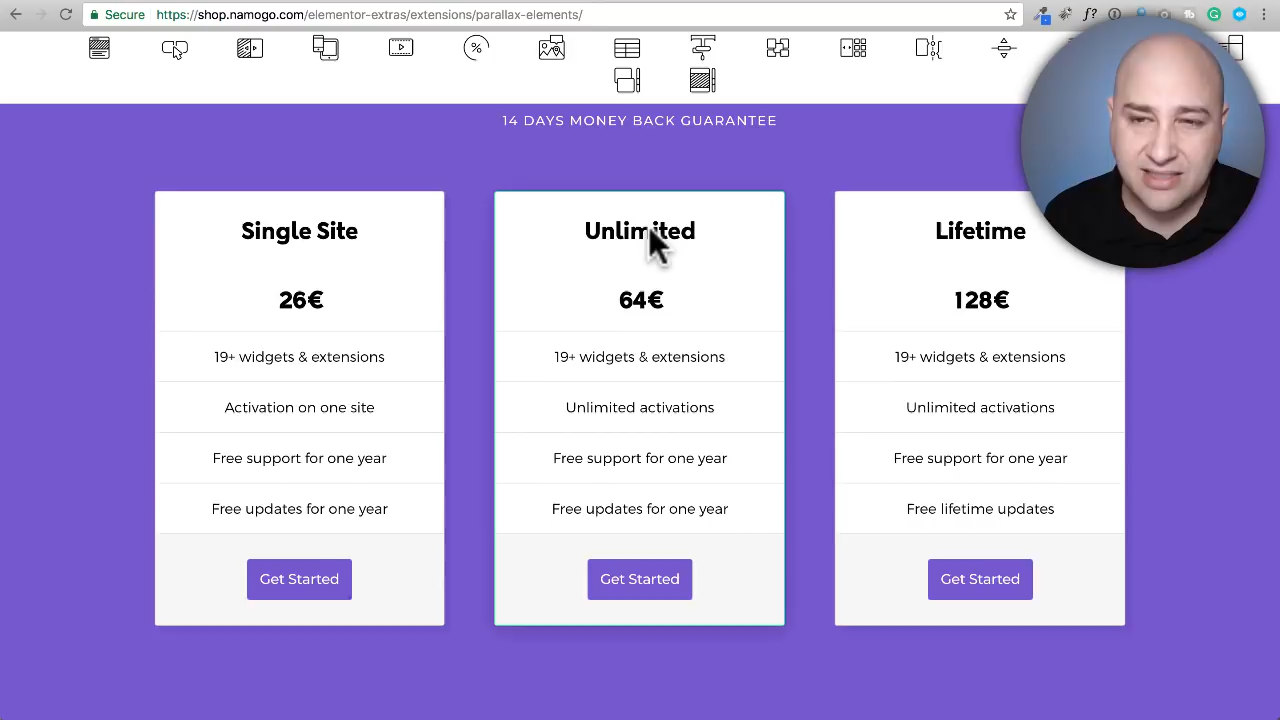 Secure
https://shop.namogo.com/elementor-extras/extensions/parallax-elements/
f?
14 DAYS MONEY BACK GUARANTEE
Single Site
26€
19+ widgets & extensions
Activation on one site
Free support for one year
Free updates for one year
Get Started
Unlimited
64€
19+ widgets & extensions
Unlimited activations
Free support for one year
Free updates for one year
Get Started
Lifetime
128€
19+ widgets & extensions
Unlimited activations
Free support for one year
Free lifetime updates
Get Started